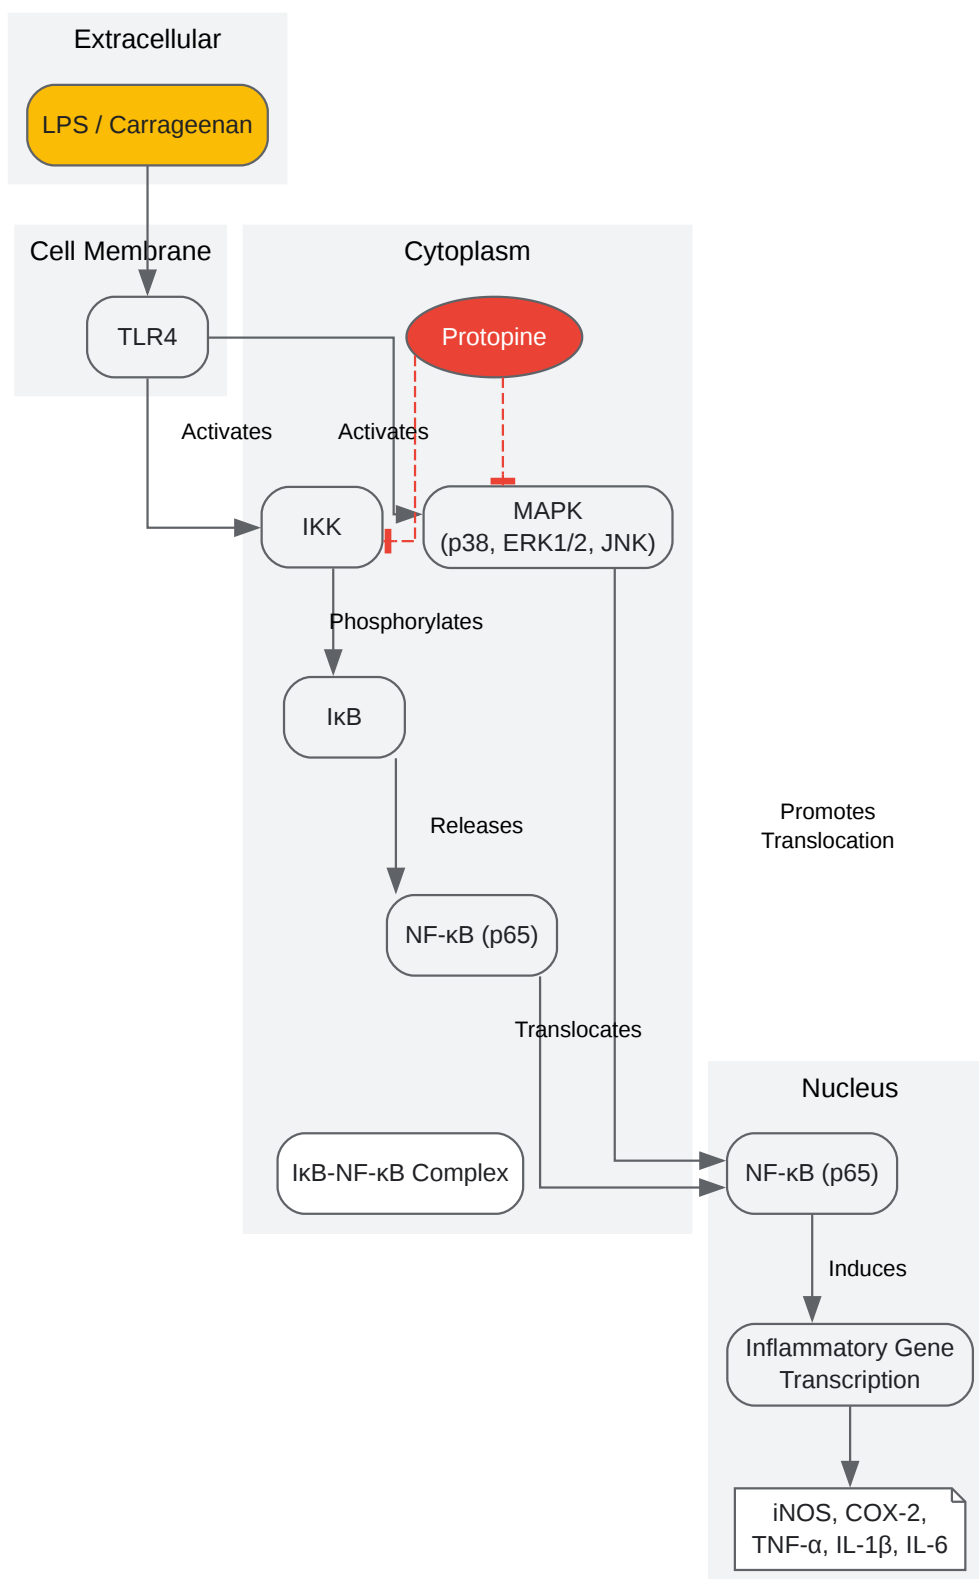 Extracellular
LPS / Carrageenan
Cell Membrane
Cytoplasm
TLR4
Protopine
Activates
Activates
IKK
MAPK
(p38, ERK1/2, JNK)
Phosphorylates
IκB
Promotes
Translocation
Releases
NF-κB (p65)
Translocates
Nucleus
IκB-NF-κB Complex
NF-κB (p65)
Induces
Inflammatory Gene
Transcription
iNOS, COX-2,
TNF-α, IL-1β, IL-6